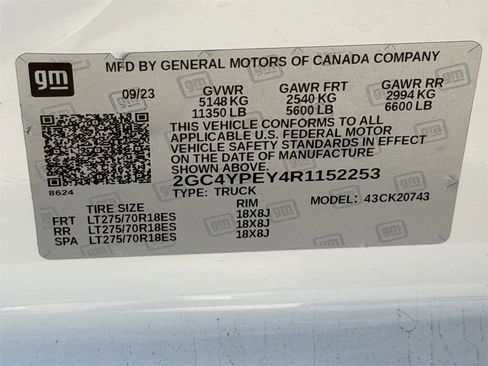 gm
MFD BY GENERAL MOTORS OF CANADA COMPANY
09/23 GVWR GAWR FRT GAWR RR
5148 KG 2540 KG 2994 KG
11350 LB 5600 LB 6600 LB
THIS VEHICLE CONFORMS TO ALL
APPLICABLE U.S. FEDERAL MOTOR
VEHICLE SAFETY STANDARDS IN EFFECT
ON THE DATE OF MANUFACTURE
SHOWN ABOVE
8624 2GC4YPEY4R1152253
TYPE: TRUCK MODEL: 43CK20743
TIRE SIZE RIM
FRT LT275/70R18ES 18X8J
RR LT275/70R18ES 18X8J
SPA LT275/70R18ES 18X8J